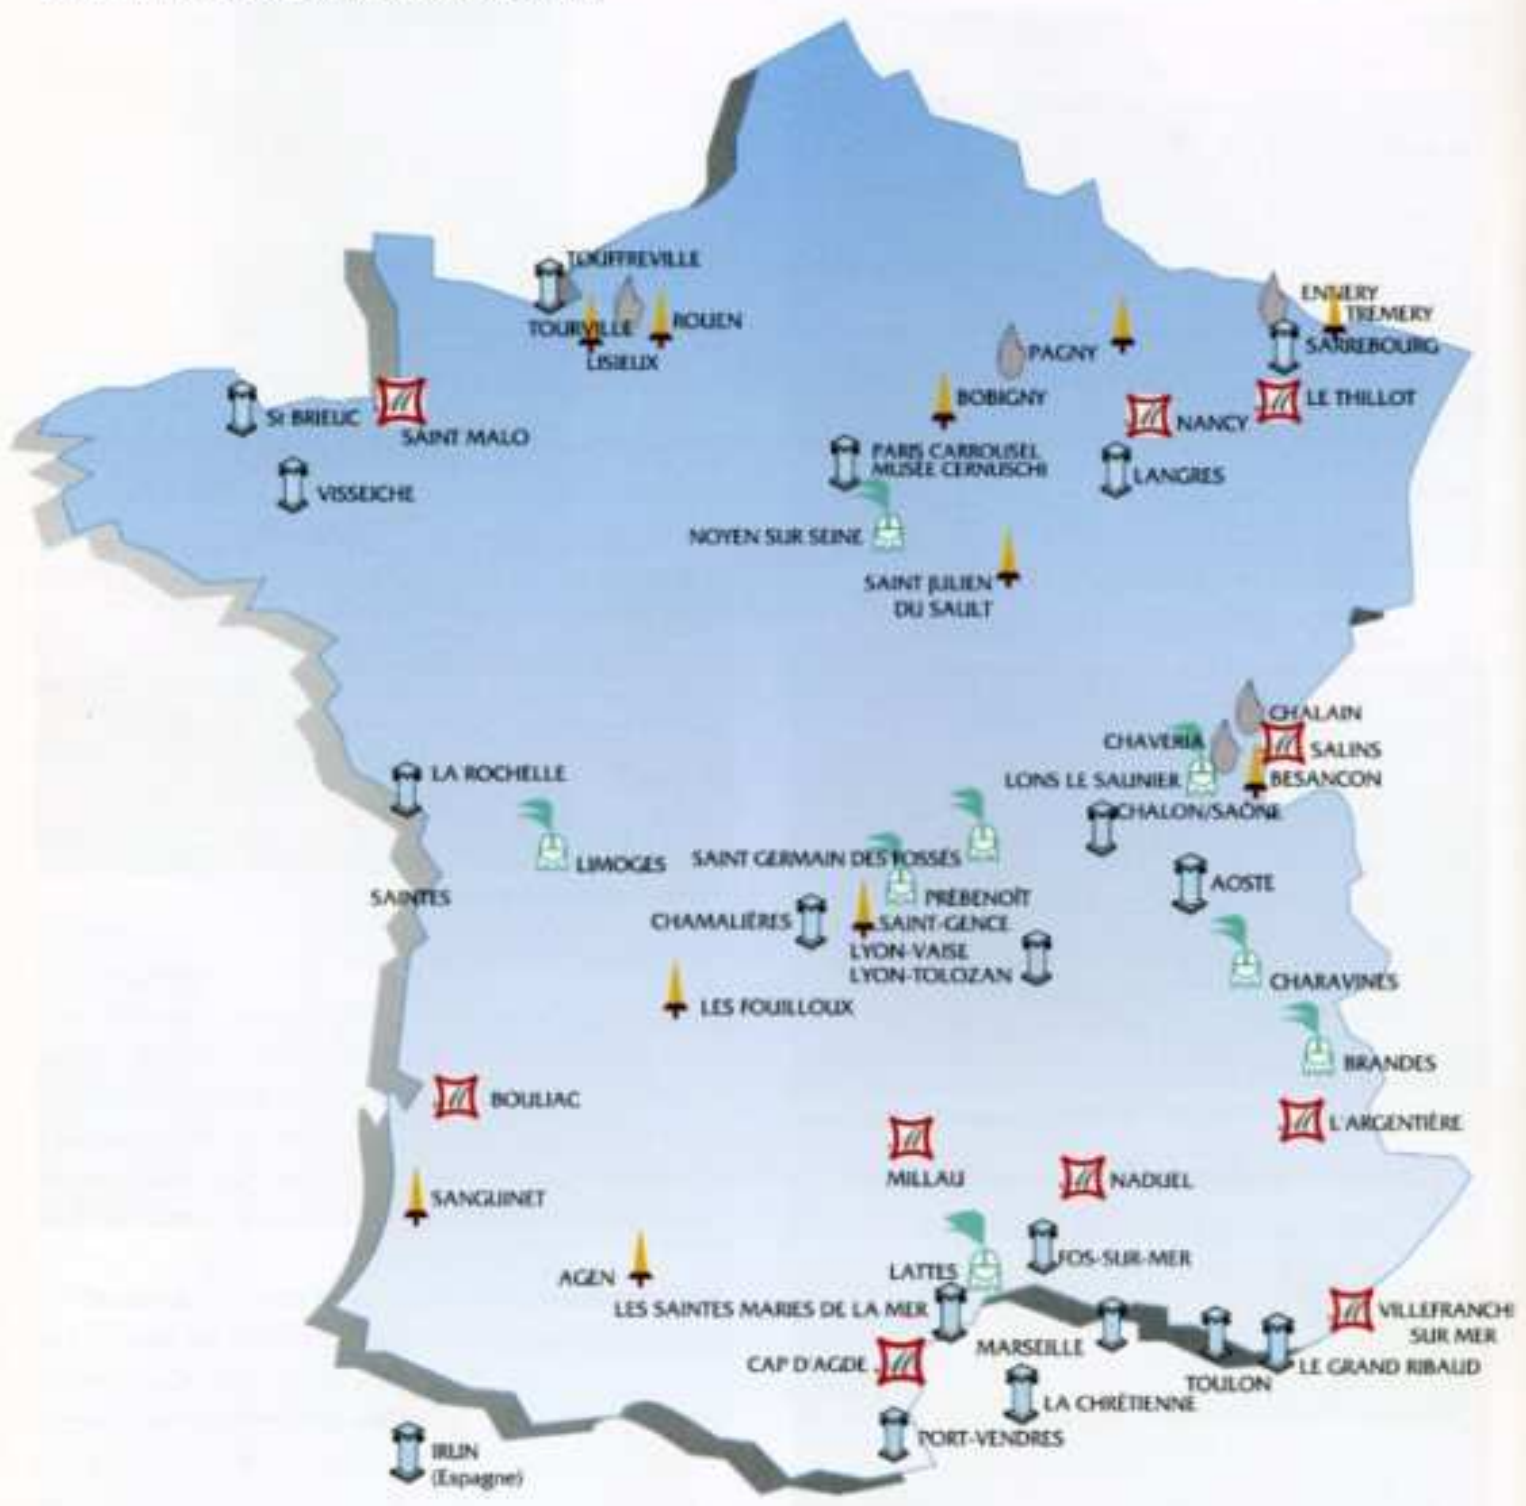 TOUFFREVILLE
TOURVILLE
ROUEN
LISIEUX
ENNERY
TREMERY
SARREBOURG
PAGNY
BOBIGNY
LE THILLOT
NANCY
St BRIEUC
SAINT MALO
PARIS CARROUSEL
MUSÉE CERNUSCHI
LANGRES
VISSEICHE
NOYEN SUR SEINE
SAINT JULIEN
DU SAULT
CHALAIN
CHAVERIA
SALINS
LONS LE SAUNIER
BESANCON
LA ROCHELLE
CHALON/SAÔNE
LIMOGES
SAINT GERMAIN DES FOSSÉS
AOSTE
SAINTES
PRÉBENOÎT
CHAMALIÈRES
SAINT-GENCE
LYON-VAISE
LYON-TOLOZAN
CHARAVINES
LES FOUILLOUX
BRANDES
BOULIAC
L'ARGENTIÈRE
MILLAU
NADUEL
SANGUINET
FOS-SUR-MER
LATTES
AGEN
LES SAINTES MARIES DE LA MER
VILLEFRANCHE
SUR MER
MARSEILLE
CAP D'AGDE
LE GRAND RIBAUD
TOULON
LA CHRÉTIENNE
PORT-VENDRES
IRUN
(Espagne)